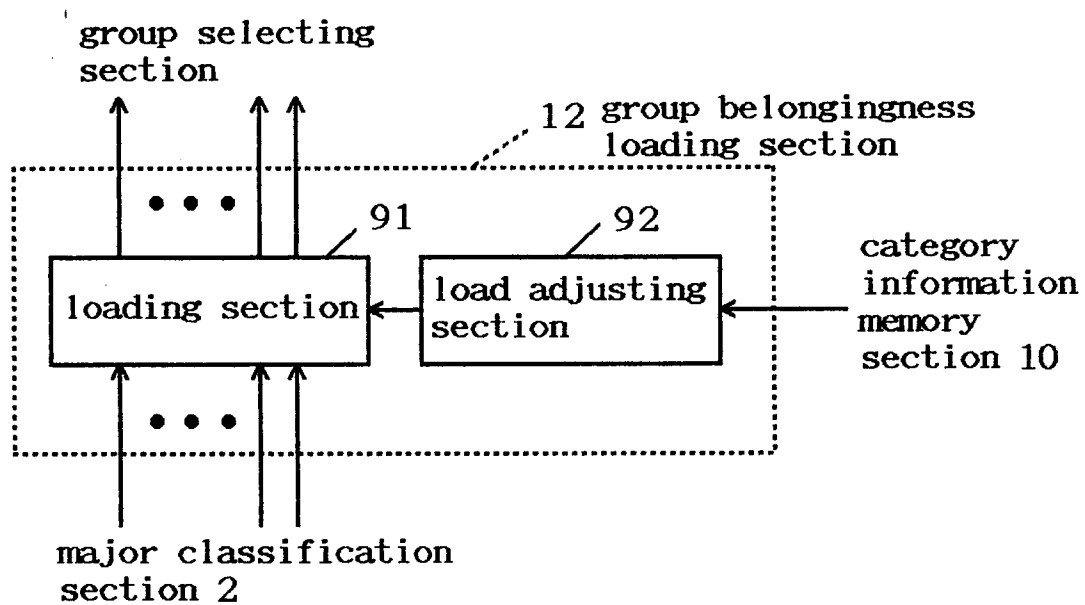 group selecting
section
12 group belongingness
loading section
91
92
loading section
load adjusting
section
category
information
memory
section 10
major classification
section 2